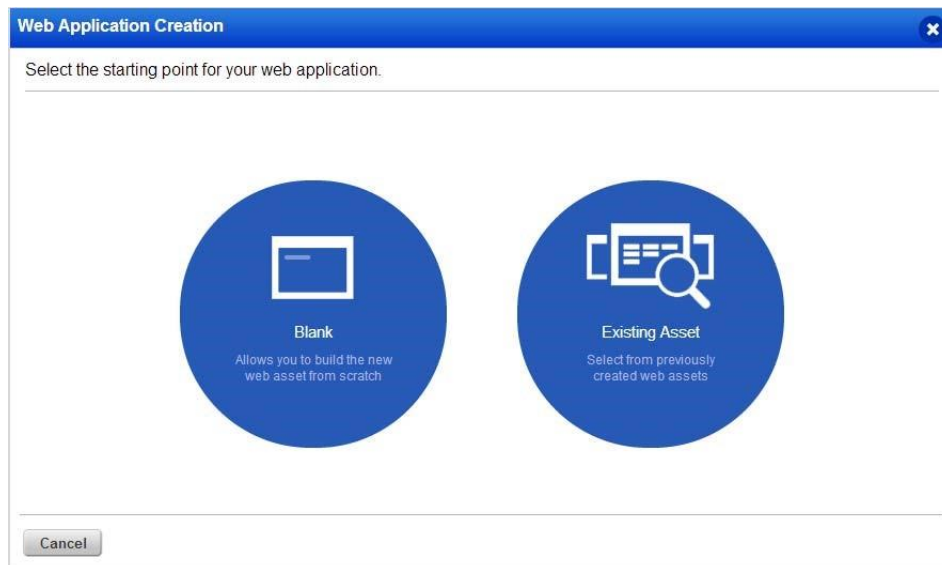 Web Application Creation
Select the starting point for your web application.
Blank
Allows you to build the new
web asset from scratch
Existing Asset
Select from previously
created web assets
Cancel